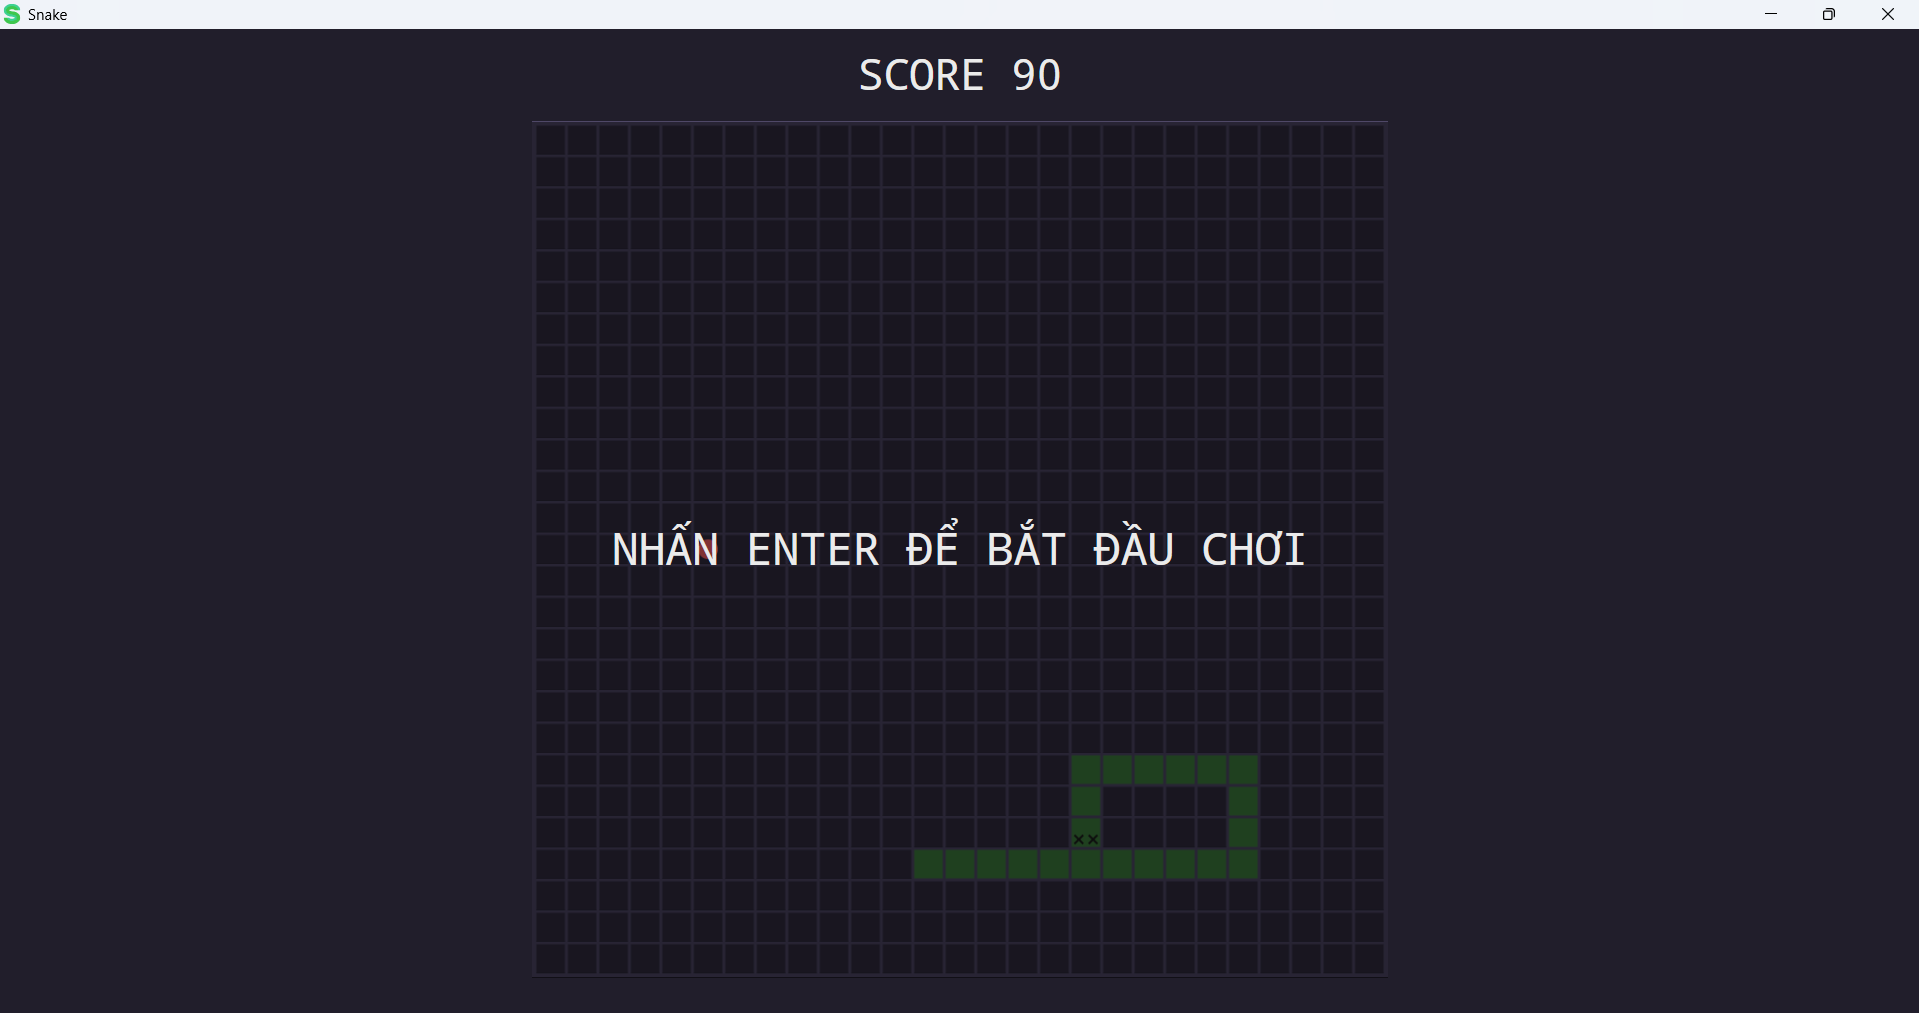 Snake
SCORE 90
NHẤN ENTER ĐỂ BẮT ĐẦU CHƠI